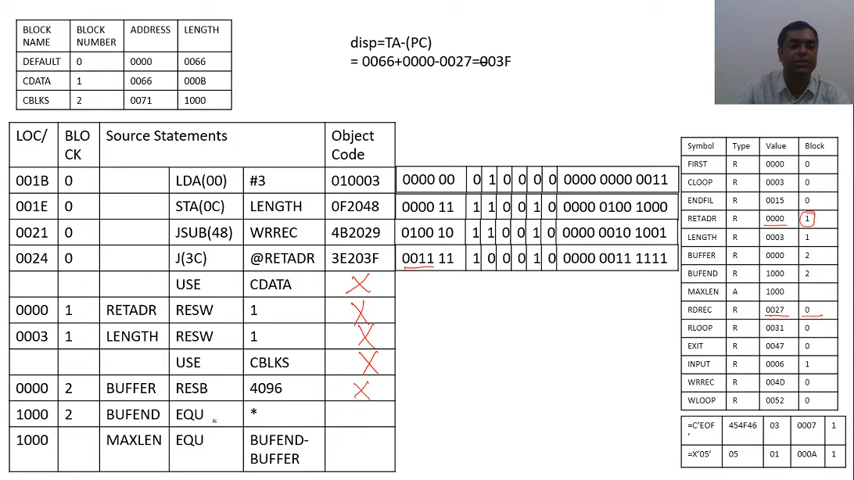 BLOCK NAME BLOCK NUMBER ADDRESS LENGTH
DEFAULT 0 0000 0066
CDATA 1 0066 000B
CBLKS 2 0071 1000
disp=TA-(PC)
= 0066+0000-0027=003F
LOC/ BLO CK Source Statements Object Code
001B 0 LDA(00) #3 010003 0000 00 0 1 0 0 0 0 0000 0000 0011
001E 0 STA(0C) LENGTH 0F2048 0000 11 1 1 0 0 1 0 0000 0100 1000
0021 0 JSUB(48) WRREC 4B2029 0100 10 1 1 0 0 1 0 0000 0010 1001
0024 0 J(3C) @RETADR 3E203F 0011 11 1 0 0 0 1 0 0000 0011 1111
USE CDATA X
0000 1 RETADR RESW 1 X
0003 1 LENGTH RESW 1 X
USE CBLKS X
0000 2 BUFFER RESB 4096 X
1000 2 BUFEND EQU *
1000 MAXLEN EQU BUFEND-
BUFFER
Symbol Type Value Block
FIRST R 0000 0
CLOOP R 0003 0
ENDFIL R 0015 0
RETADR R 0000 1
LENGTH R 0003 1
BUFFER R 0000 2
BUFEND R 1000 2
MAXLEN A 1000
RDREC R 0027 0
RLOOP R 0031 0
EXIT R 0047 0
INPUT R 0006 1
WRREC R 004D 0
WLOOP R 0052 0
=C'EOF
' 454F46 03 0007 1
=X'05' 05 01 000A 1